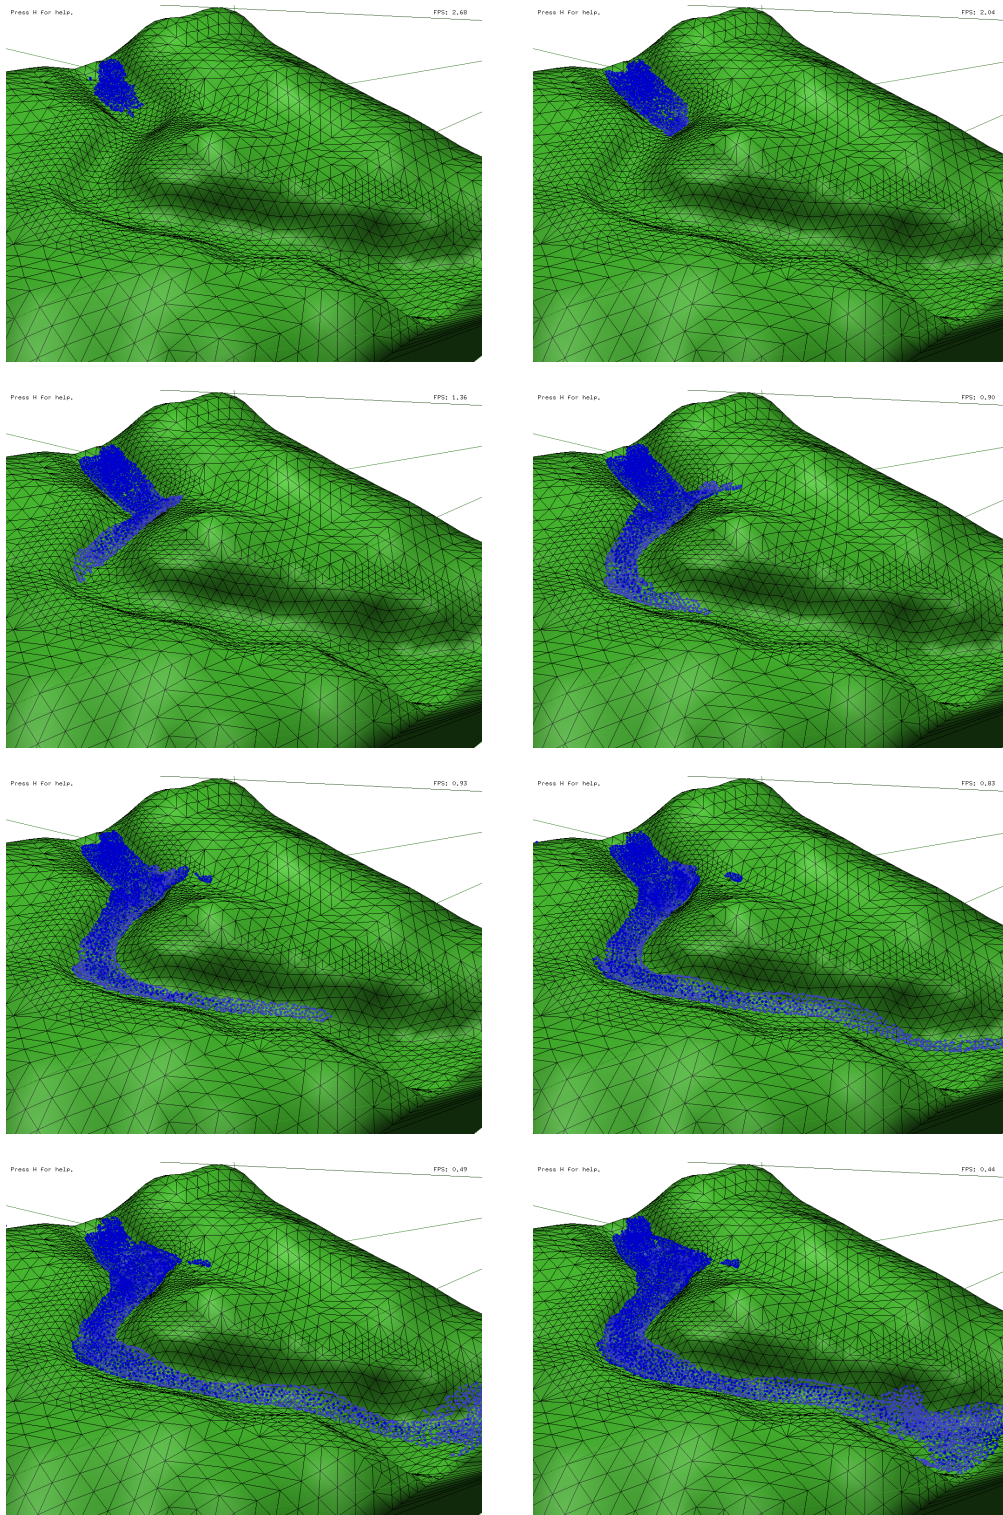 Press H for help. FPS: 2.68
Press H for help. FPS: 2.04
Press H for help. FPS: 1.36
Press H for help. FPS: 0.90
Press H for help. FPS: 0.93
Press H for help. FPS: 0.83
Press H for help. FPS: 0.49
Press H for help. FPS: 0.44